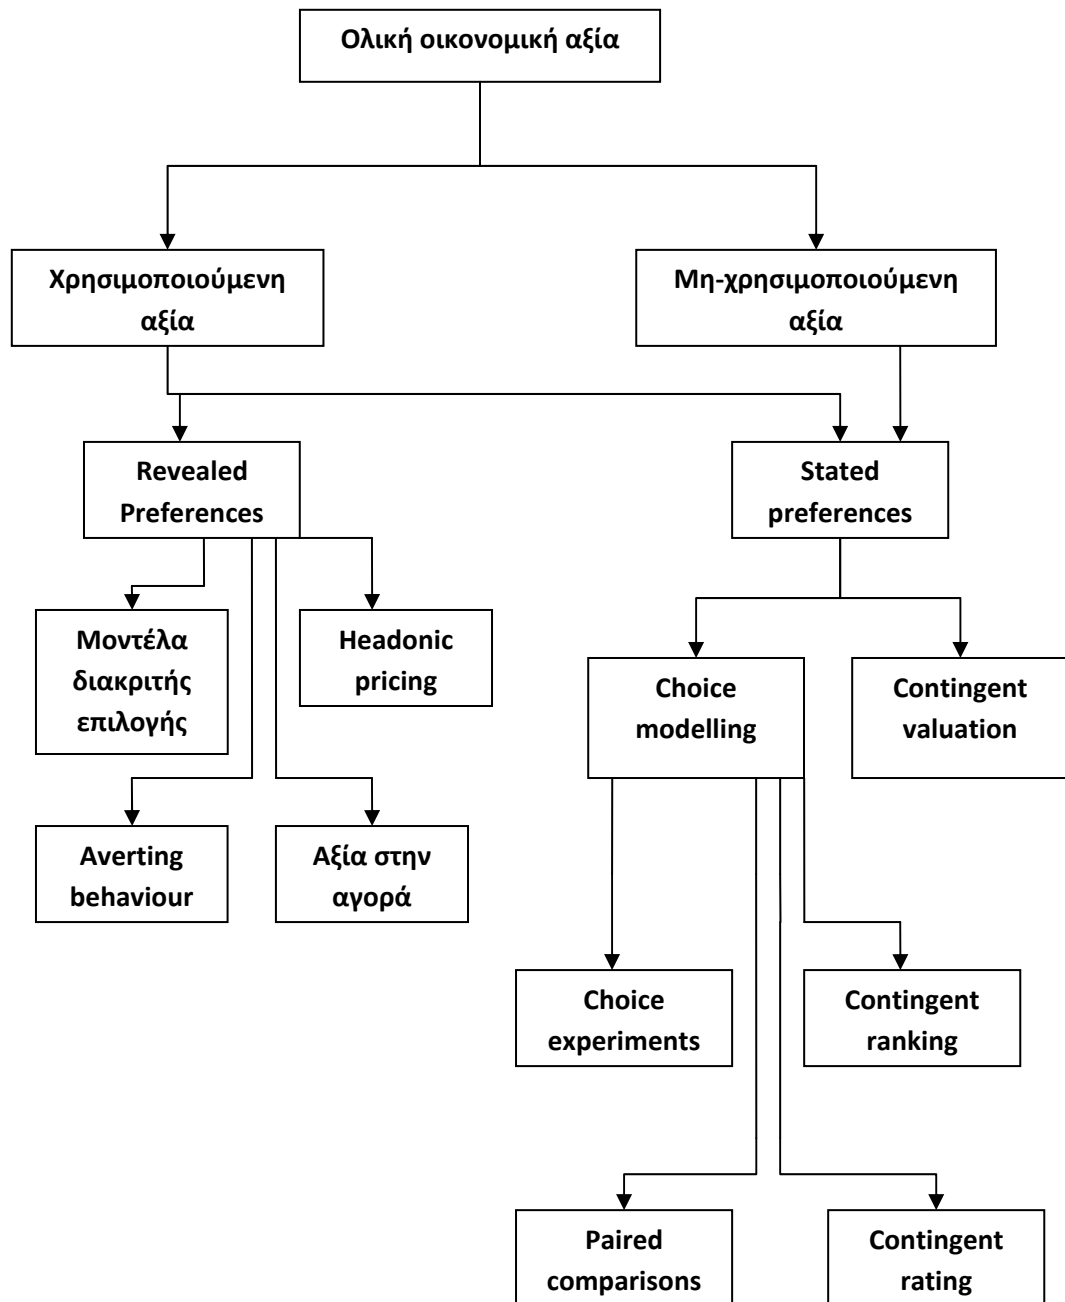 Ολική οικονομική αξία
Χρησιμοποιούμενη
αξία
Μη-χρησιμοποιούμενη
αξία
Revealed
Preferences
Stated
preferences
Μοντέλα
διακριτής
επιλογής
Headonic
pricing
Choice
modelling
Contingent
valuation
Averting
behaviour
Αξία στην
αγορά
Choice
experiments
Contingent
ranking
Paired
comparisons
Contingent
rating